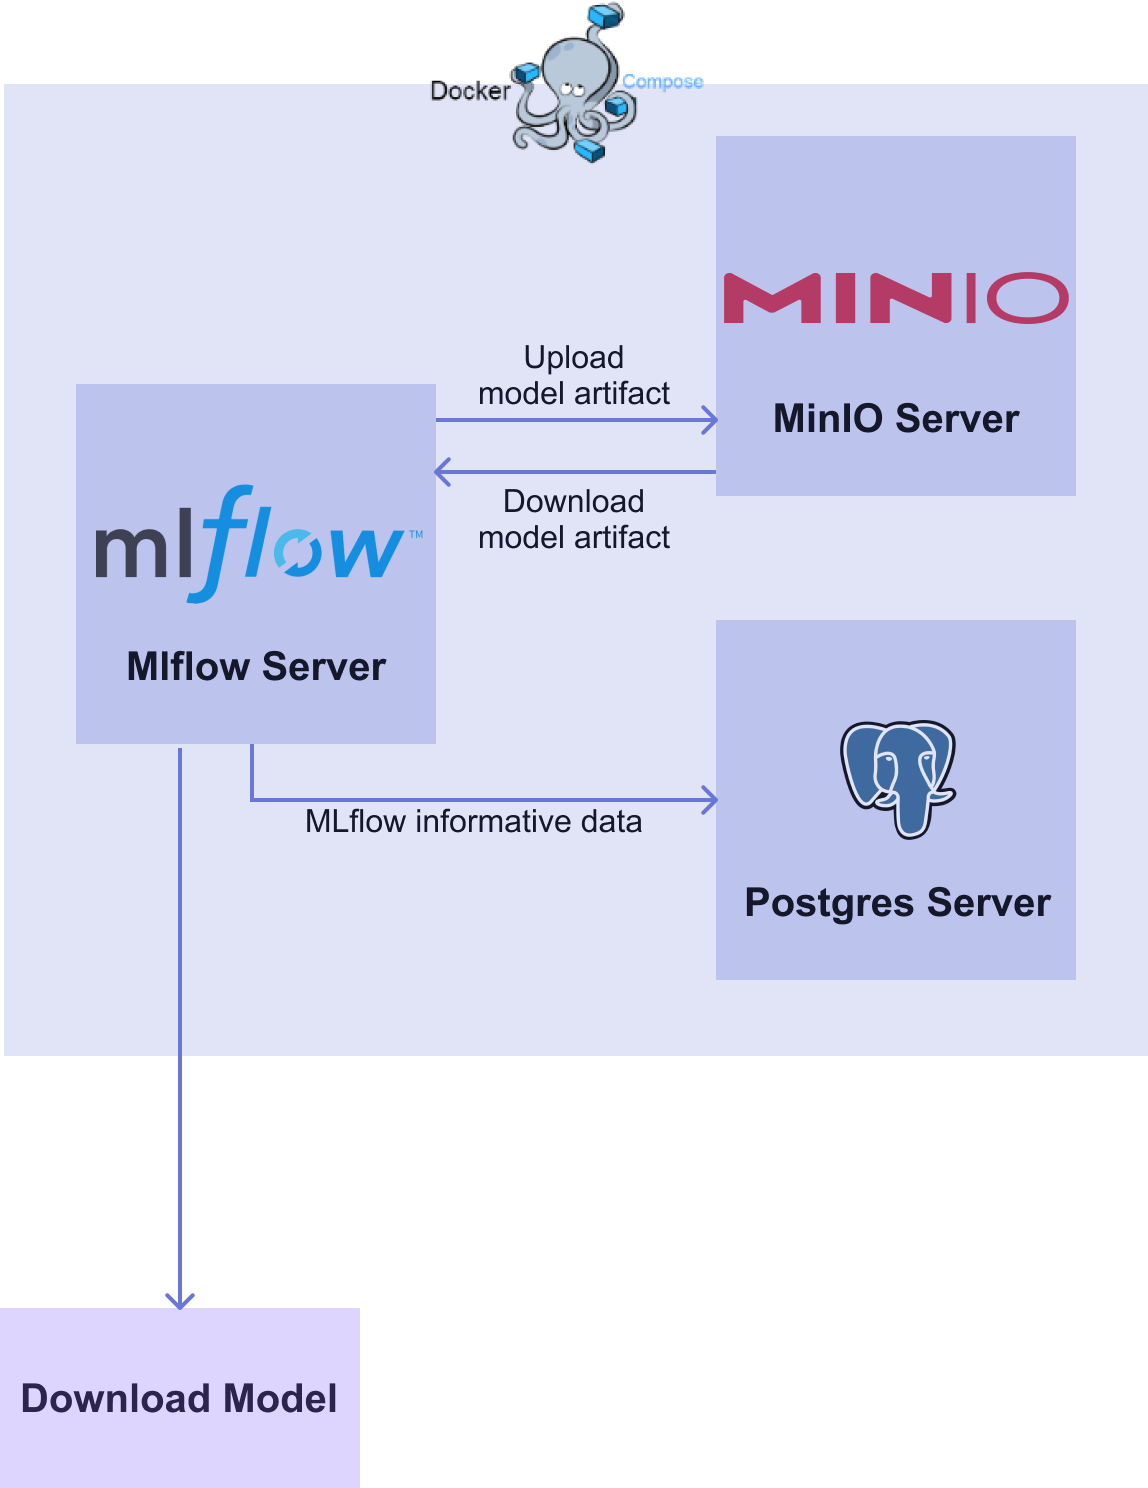 Docker
Compose
MINIO
MinIO Server
Upload
model artifact
Download
model artifact
mlflow™
Mlflow Server
MLflow informative data
Postgres Server
Download Model